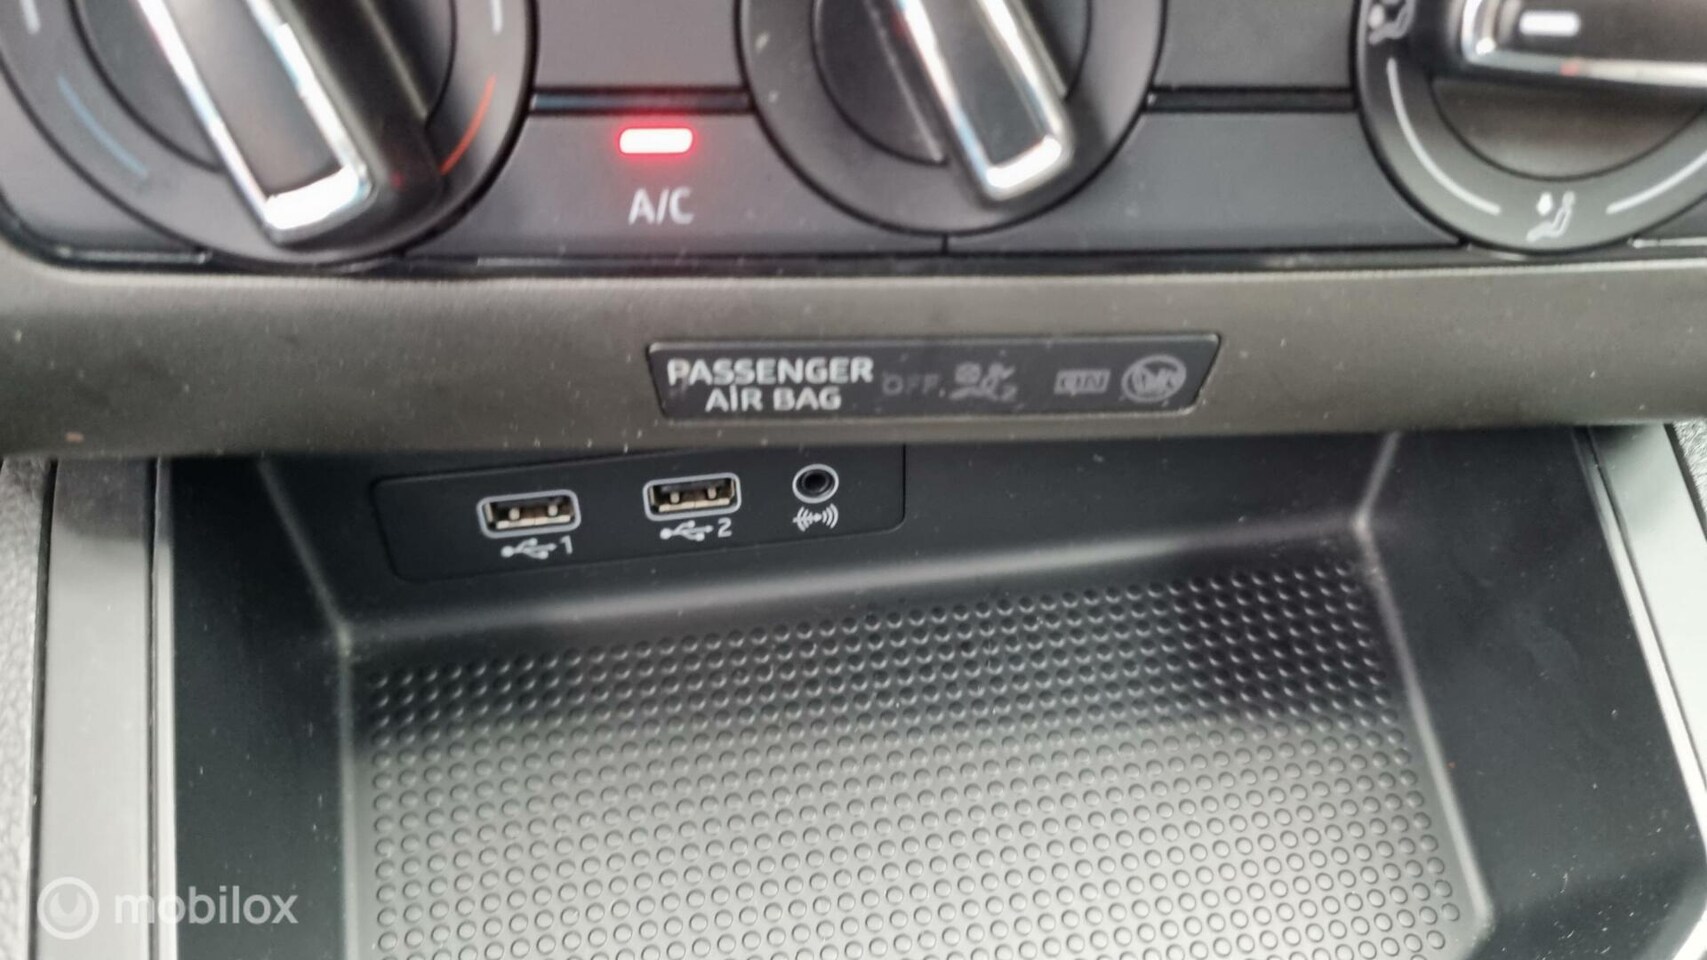 A/C
PASSENGER
AIR BAG
OFF
1
2
mobilox